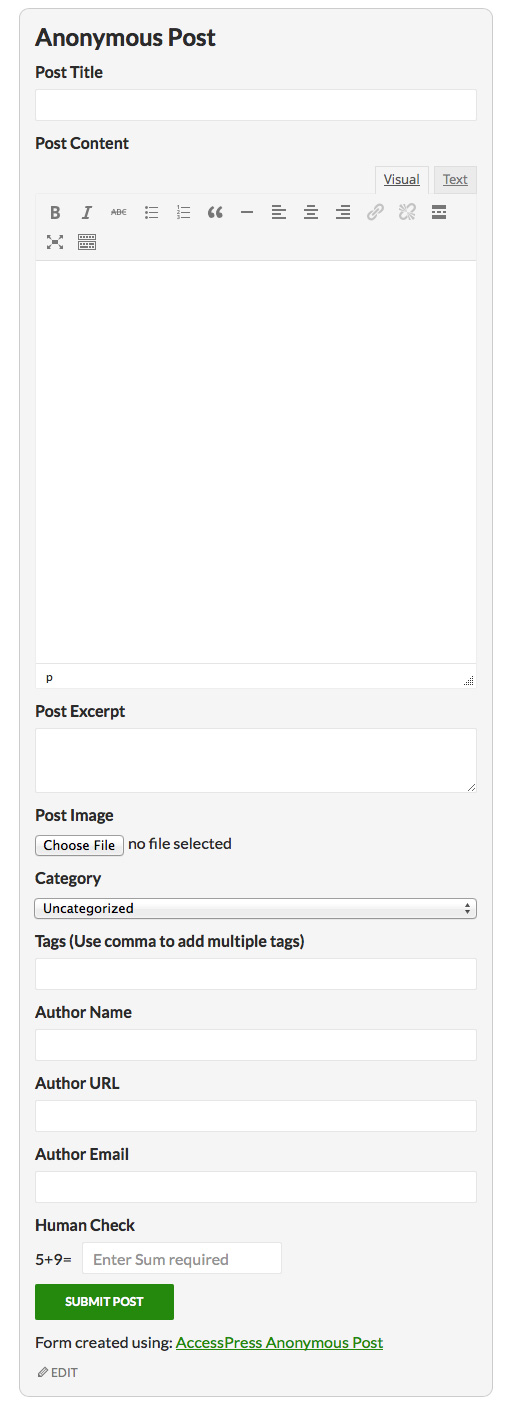 Anonymous Post
Post Title
Post Content
Visual Text
B I ABC
p
Post Excerpt
Post Image
Choose File no file selected
Category
Uncategorized
Tags (Use comma to add multiple tags)
Author Name
Author URL
Author Email
Human Check
5+9= Enter Sum required
SUBMIT POST
Form created using: AccessPress Anonymous Post
EDIT